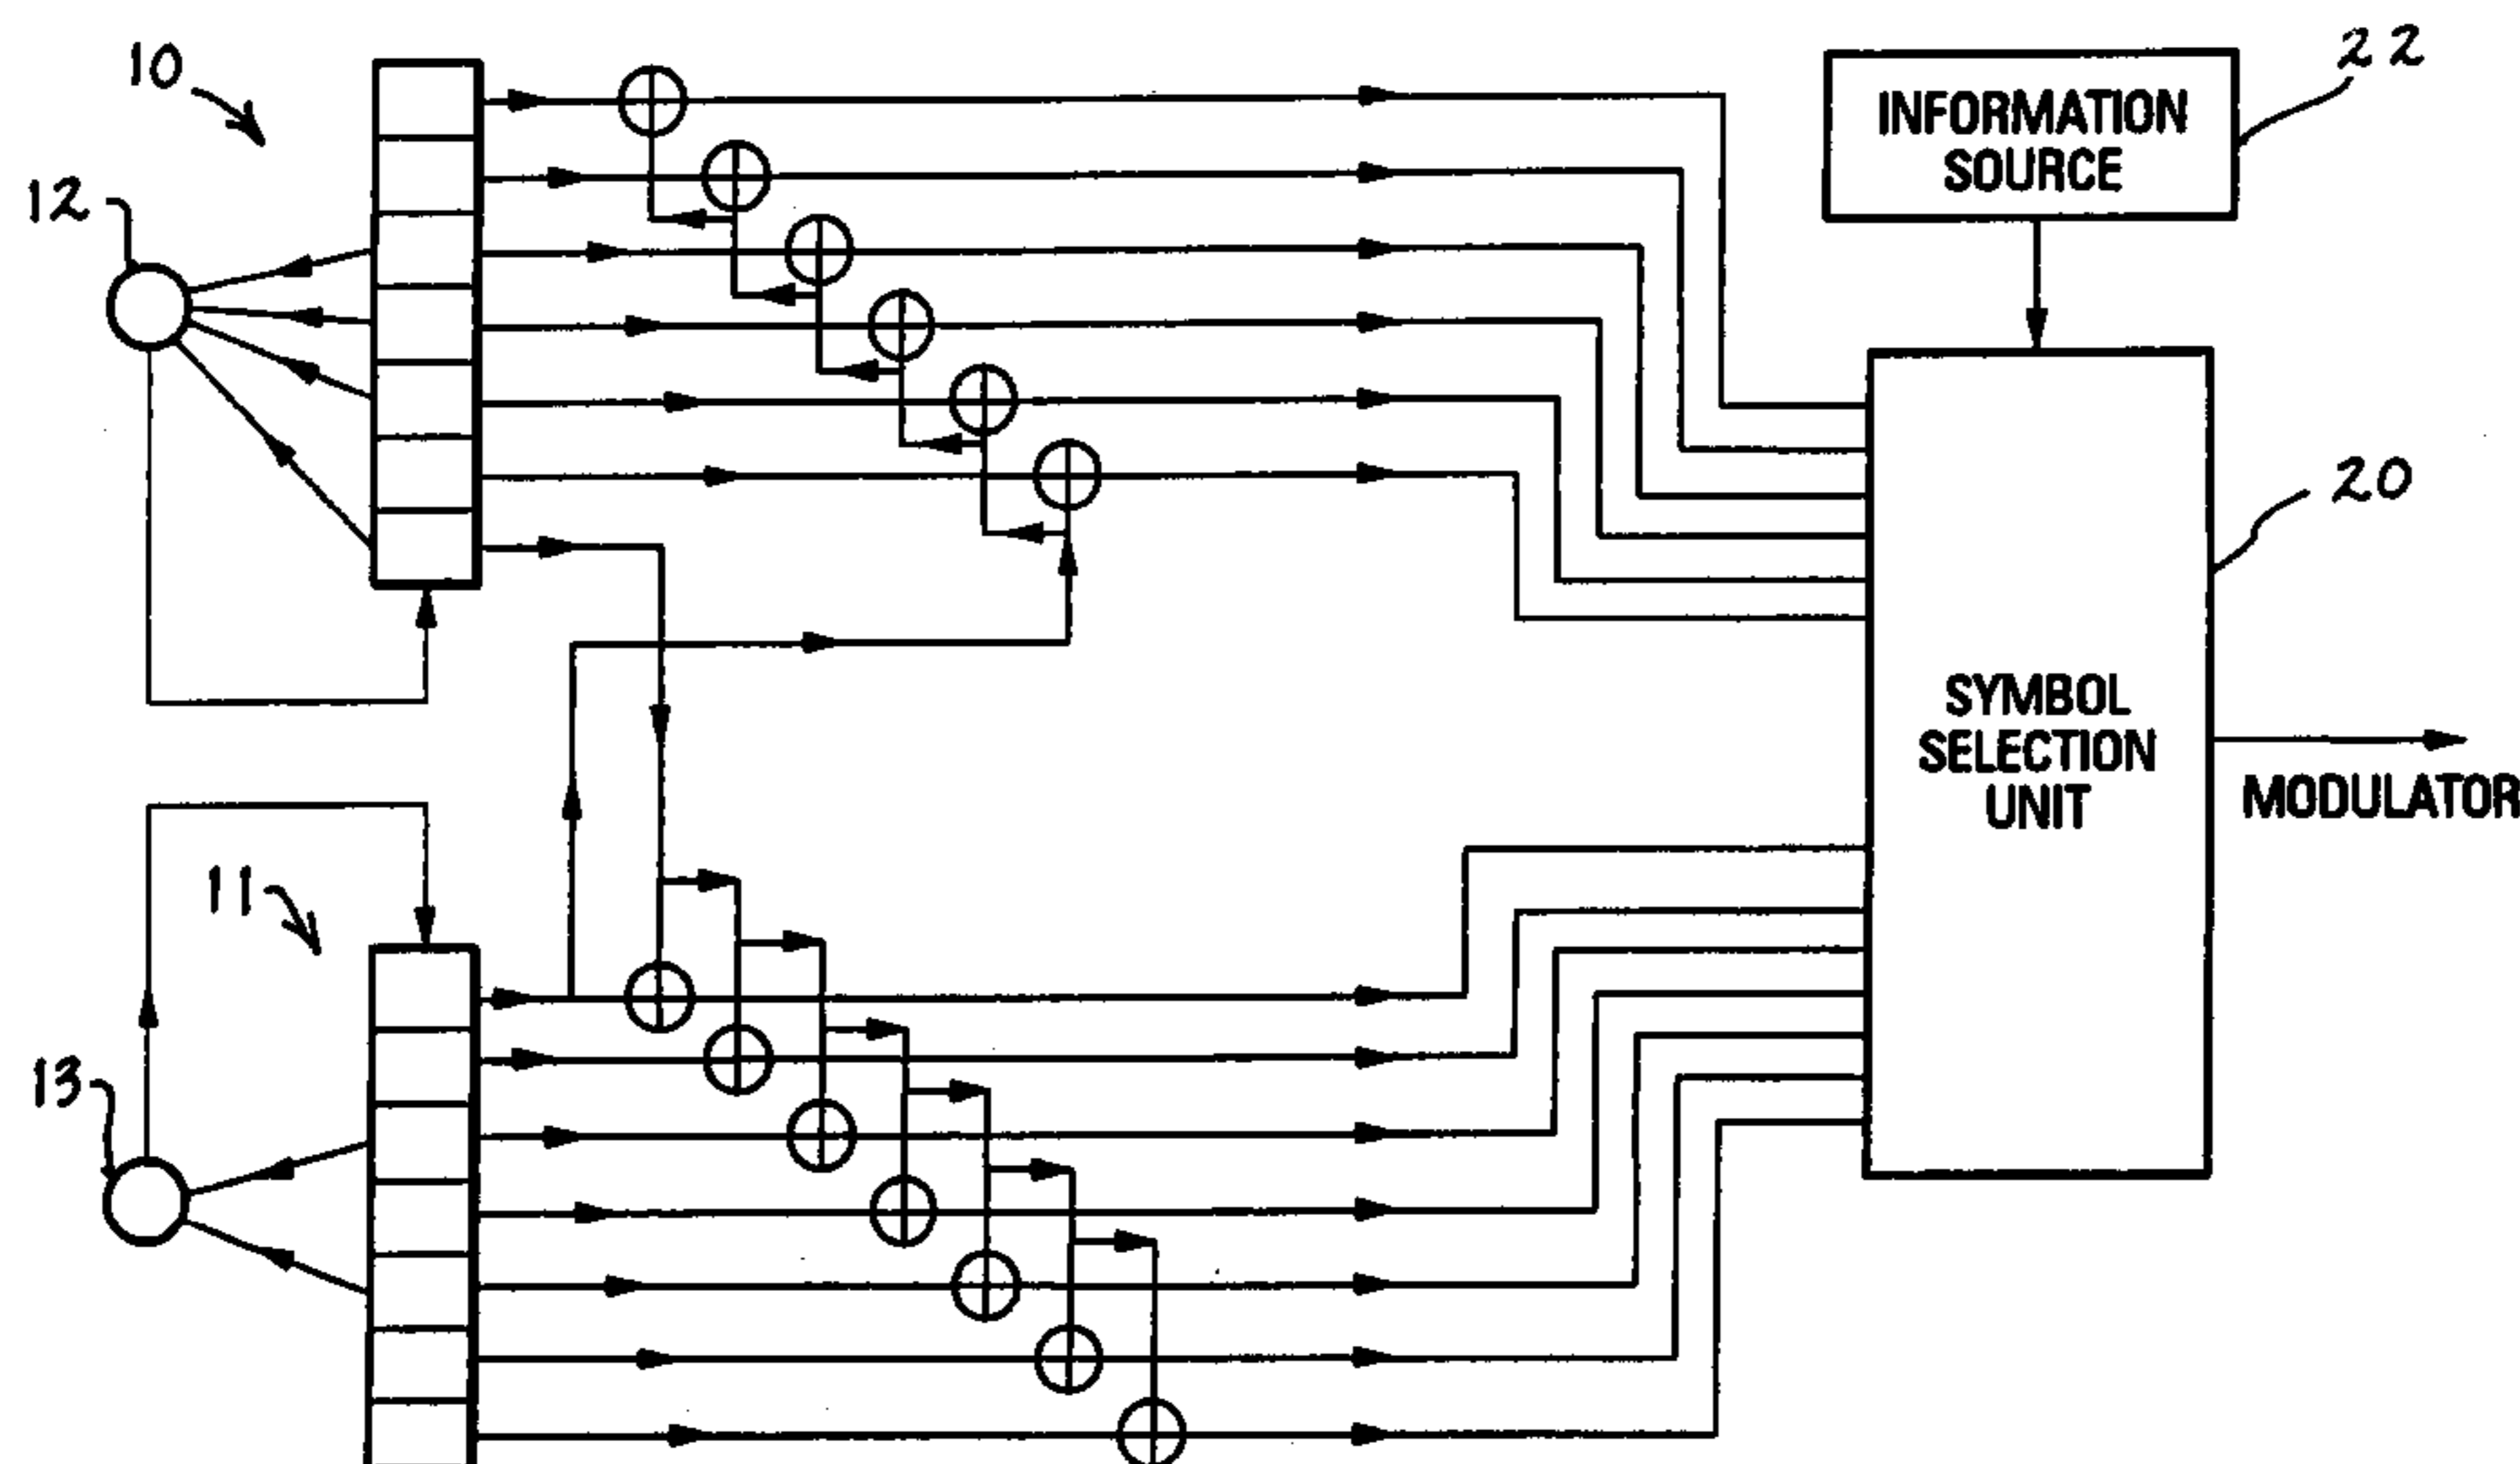 10
22
INFORMATION
SOURCE
12
20
SYMBOL
SELECTION
UNIT
MODULATOR
11
13